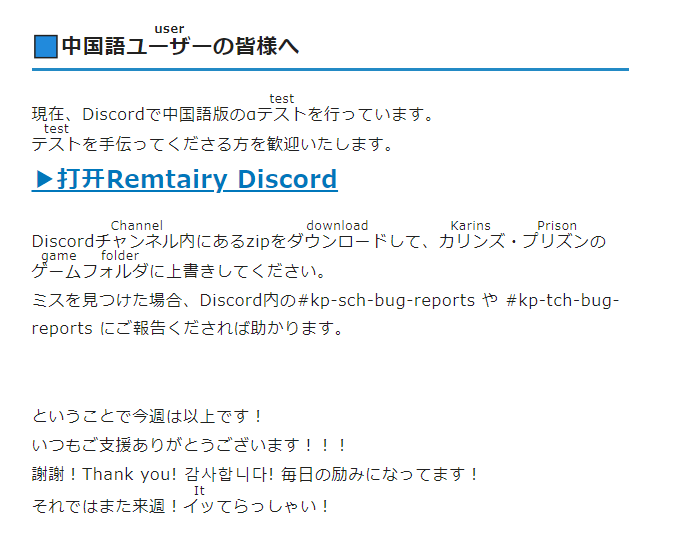 user
■中国語ユーザーの皆様へ
test
現在、Discordで中国語版のαテストを行っています。
test
テストを手伝ってくださる方を歓迎いたします。
▶打开Remtairy Discord
Channel download Karins Prison
Discordチャンネル内にあるzipをダウンロードして、カリンズ・プリズンの
game folder
ゲームフォルダに上書きしてください。
ミスを見つけた場合、Discord内の#kp-sch-bug-reports や #kp-tch-bug-
reports にご報告くだされば助かります。
ということで今週は以上です！
いつもご支援ありがとうございます！！！
謝謝！Thank you! 감사합니다! 毎日の励みになってます！
It
それではまた来週！イッてらっしゃい！